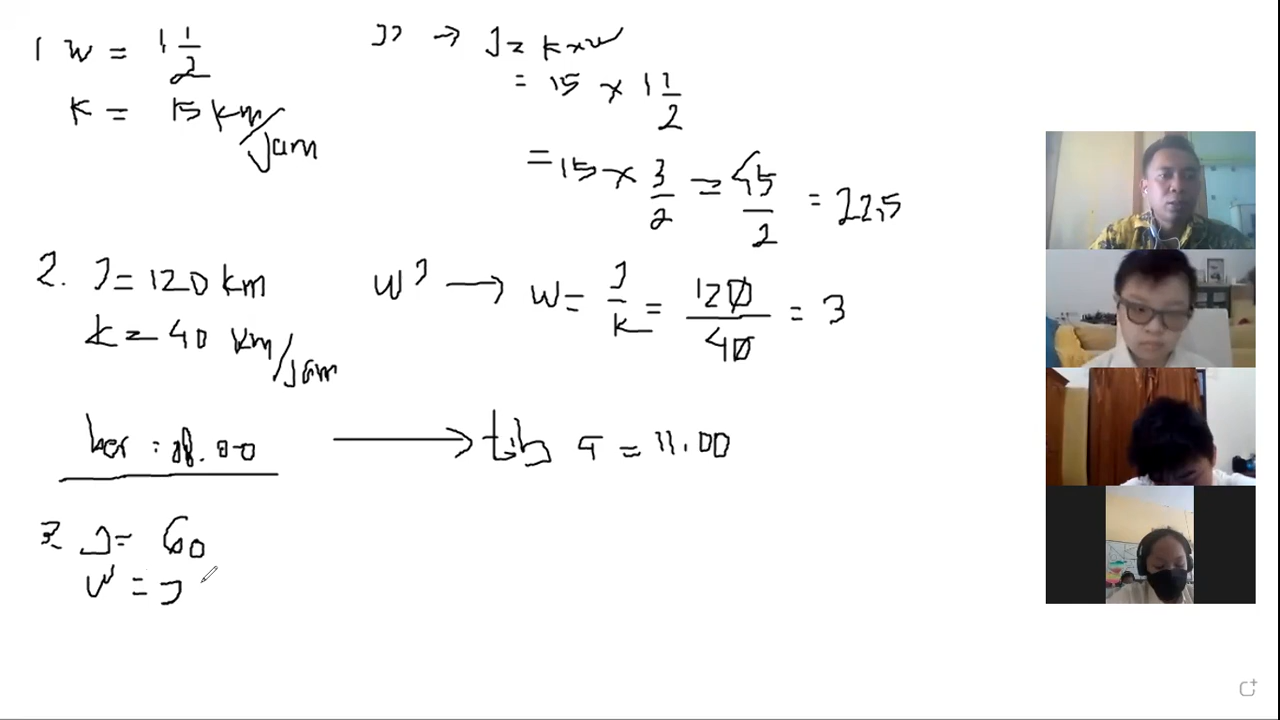 1 W = 1 1/2
K = 15 km/jam
J? → J = K x W
= 15 x 1 1/2
= 15 x 3/2 = 45/2 = 22,5
2. J = 120 km
K = 40 km/jam
W? → W = J/K = 120/40 = 3
ber : 08.00 → tiba = 11.00
3. J = 60
W =